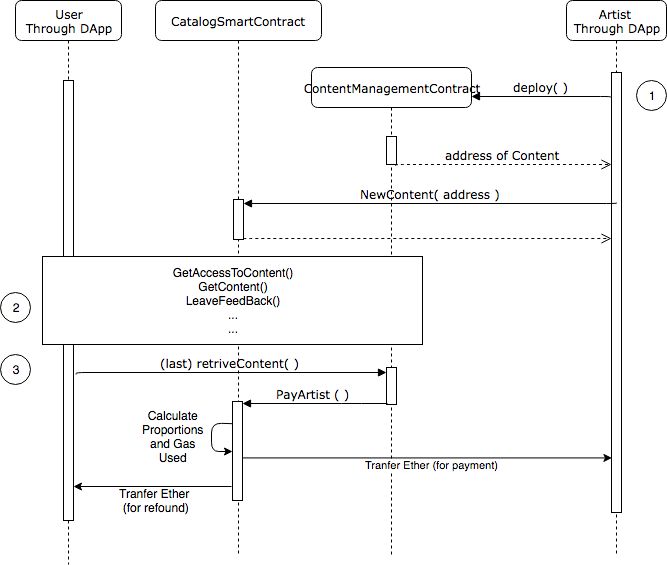 User
Through DApp
CatalogSmartContract
Artist
Through DApp
ContentManagementContract
deploy( )
1
address of Content
NewContent( address )
GetAccessToContent()
GetContent()
LeaveFeedBack()
...
...
2
3
(last) retriveContent( )
PayArtist ( )
Calculate
Proportions
and Gas
Used
Tranfer Ether (for payment)
Tranfer Ether
(for refound)